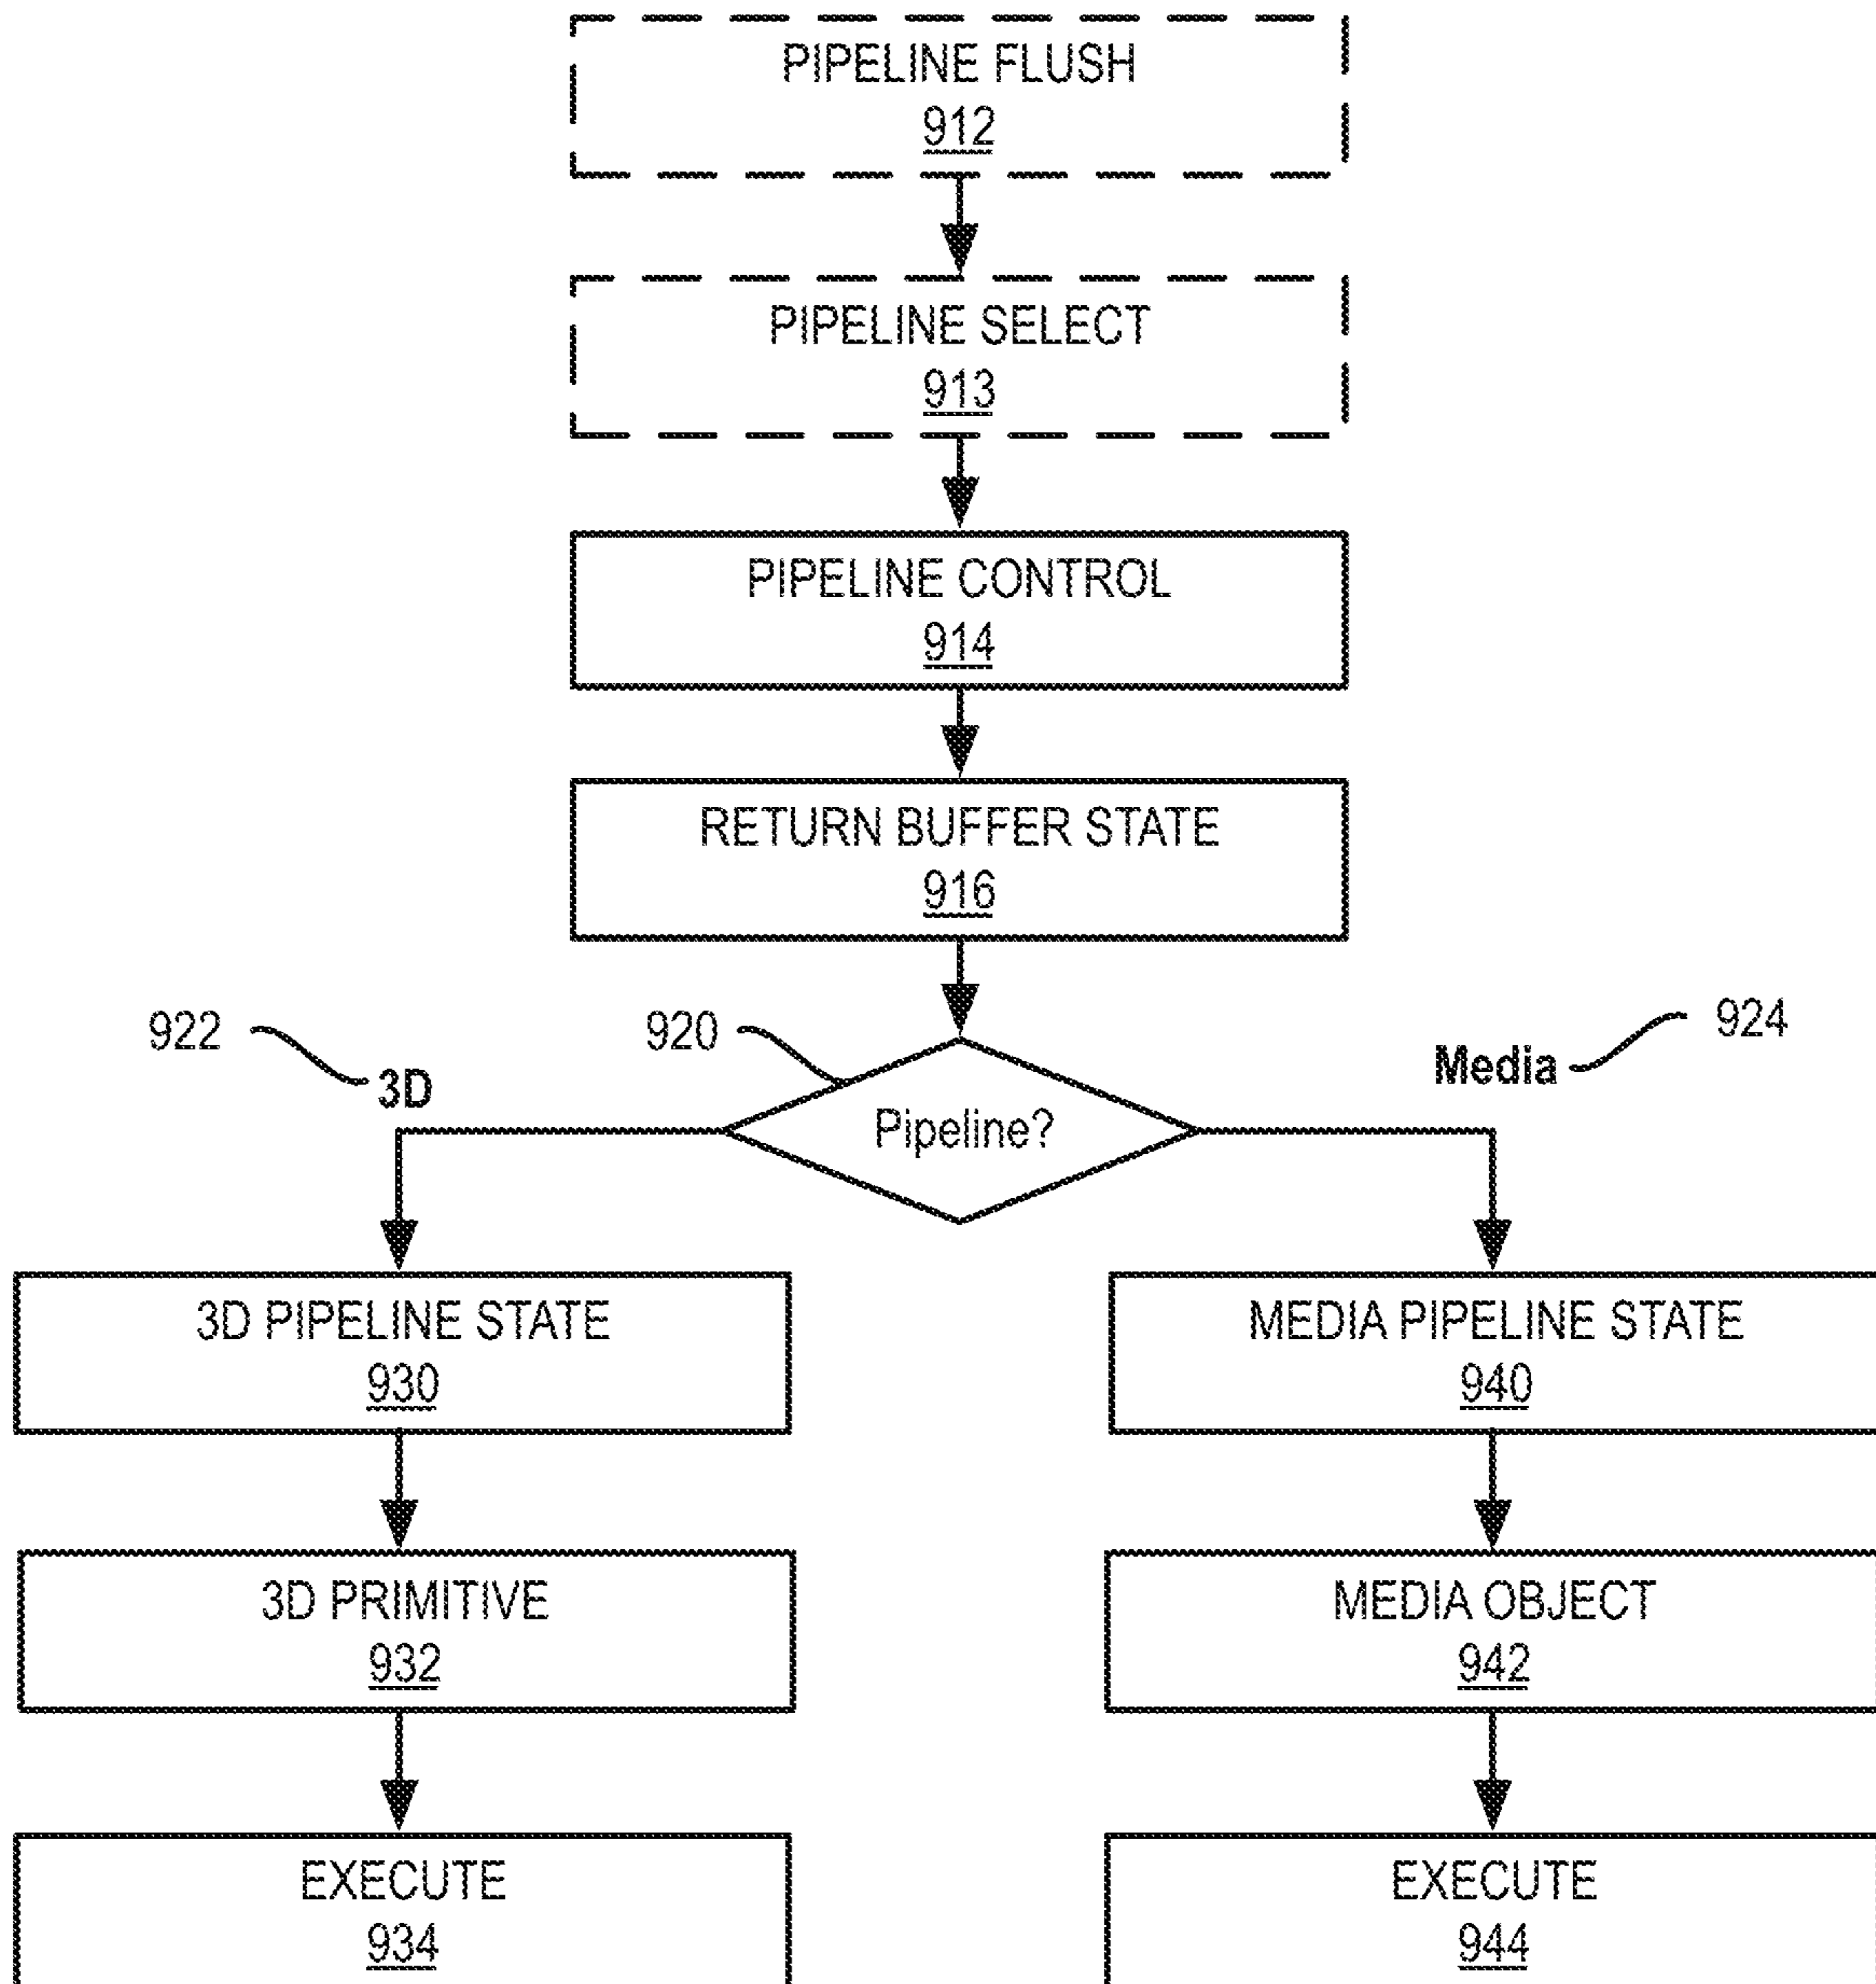 PIPELINE FLUSH
912
PIPELINE SELECT
913
PIPELINE CONTROL
914
RETURN BUFFER STATE
916
922
920
924
3D
Media
Pipeline?
3D PIPELINE STATE
930
MEDIA PIPELINE STATE
940
3D PRIMITIVE
932
MEDIA OBJECT
942
EXECUTE
934
EXECUTE
944